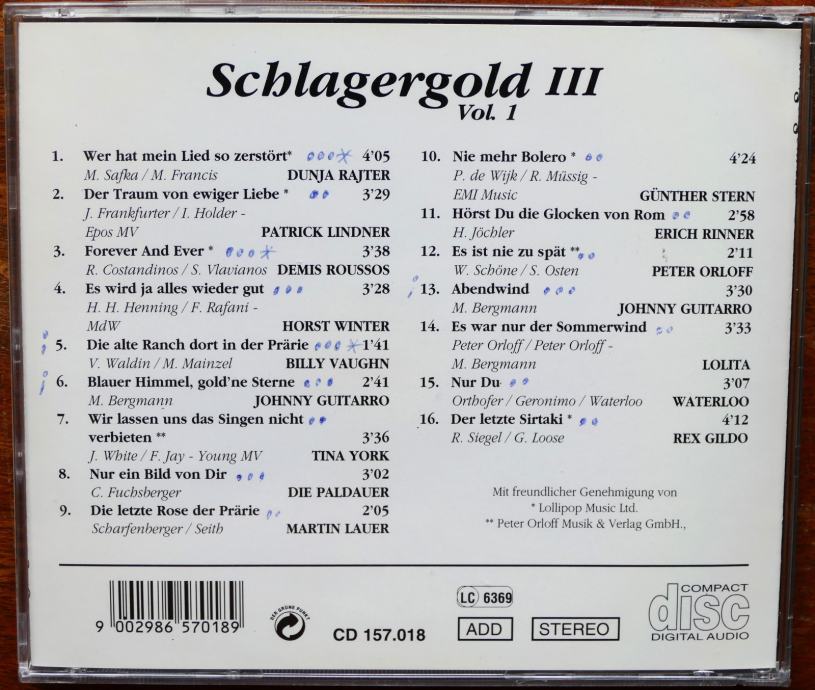 Schlagergold III
Vol. 1
1. Wer hat mein Lied so zerstört* 4'05
M. Safka / M. Francis DUNJA RAJTER
2. Der Traum von ewiger Liebe * 3'29
J. Frankfurter / I. Holder -
Epos MV PATRICK LINDNER
3. Forever And Ever * 3'38
R. Costandinos / S. Vlavianos DEMIS ROUSSOS
4. Es wird ja alles wieder gut 3'28
H. H. Henning / F. Rafani -
MdW HORST WINTER
5. Die alte Ranch dort in der Prärie 1'41
V. Waldin / M. Mainzel BILLY VAUGHN
6. Blauer Himmel, gold'ne Sterne 2'41
M. Bergmann JOHNNY GUITARRO
7. Wir lassen uns das Singen nicht
verbieten ** 3'36
J. White / F. Jay - Young MV TINA YORK
8. Nur ein Bild von Dir 3'02
C. Fuchsberger DIE PALDAUER
9. Die letzte Rose der Prärie 2'05
Scharfenberger / Seith MARTIN LAUER
10. Nie mehr Bolero * 4'24
P. de Wijk / R. Müssig -
EMI Music GÜNTHER STERN
11. Hörst Du die Glocken von Rom 2'58
H. Jöchler ERICH RINNER
12. Es ist nie zu spät ** 2'11
W. Schöne / S. Osten PETER ORLOFF
13. Abendwind 3'30
M. Bergmann JOHNNY GUITARRO
14. Es war nur der Sommerwind 3'33
Peter Orloff / Peter Orloff -
M. Bergmann LOLITA
15. Nur Du 3'07
Orthofer / Geronimo / Waterloo WATERLOO
16. Der letzte Sirtaki * 4'12
R. Siegel / G. Loose REX GILDO
Mit freundlicher Genehmigung von
* Lollipop Music Ltd.
** Peter Orloff Musik & Verlag GmbH.,
9 002986 570189
DER GRÜNE PUNKT
CD 157.018
LC 6369
ADD STEREO
COMPACT
disc
DIGITAL AUDIO